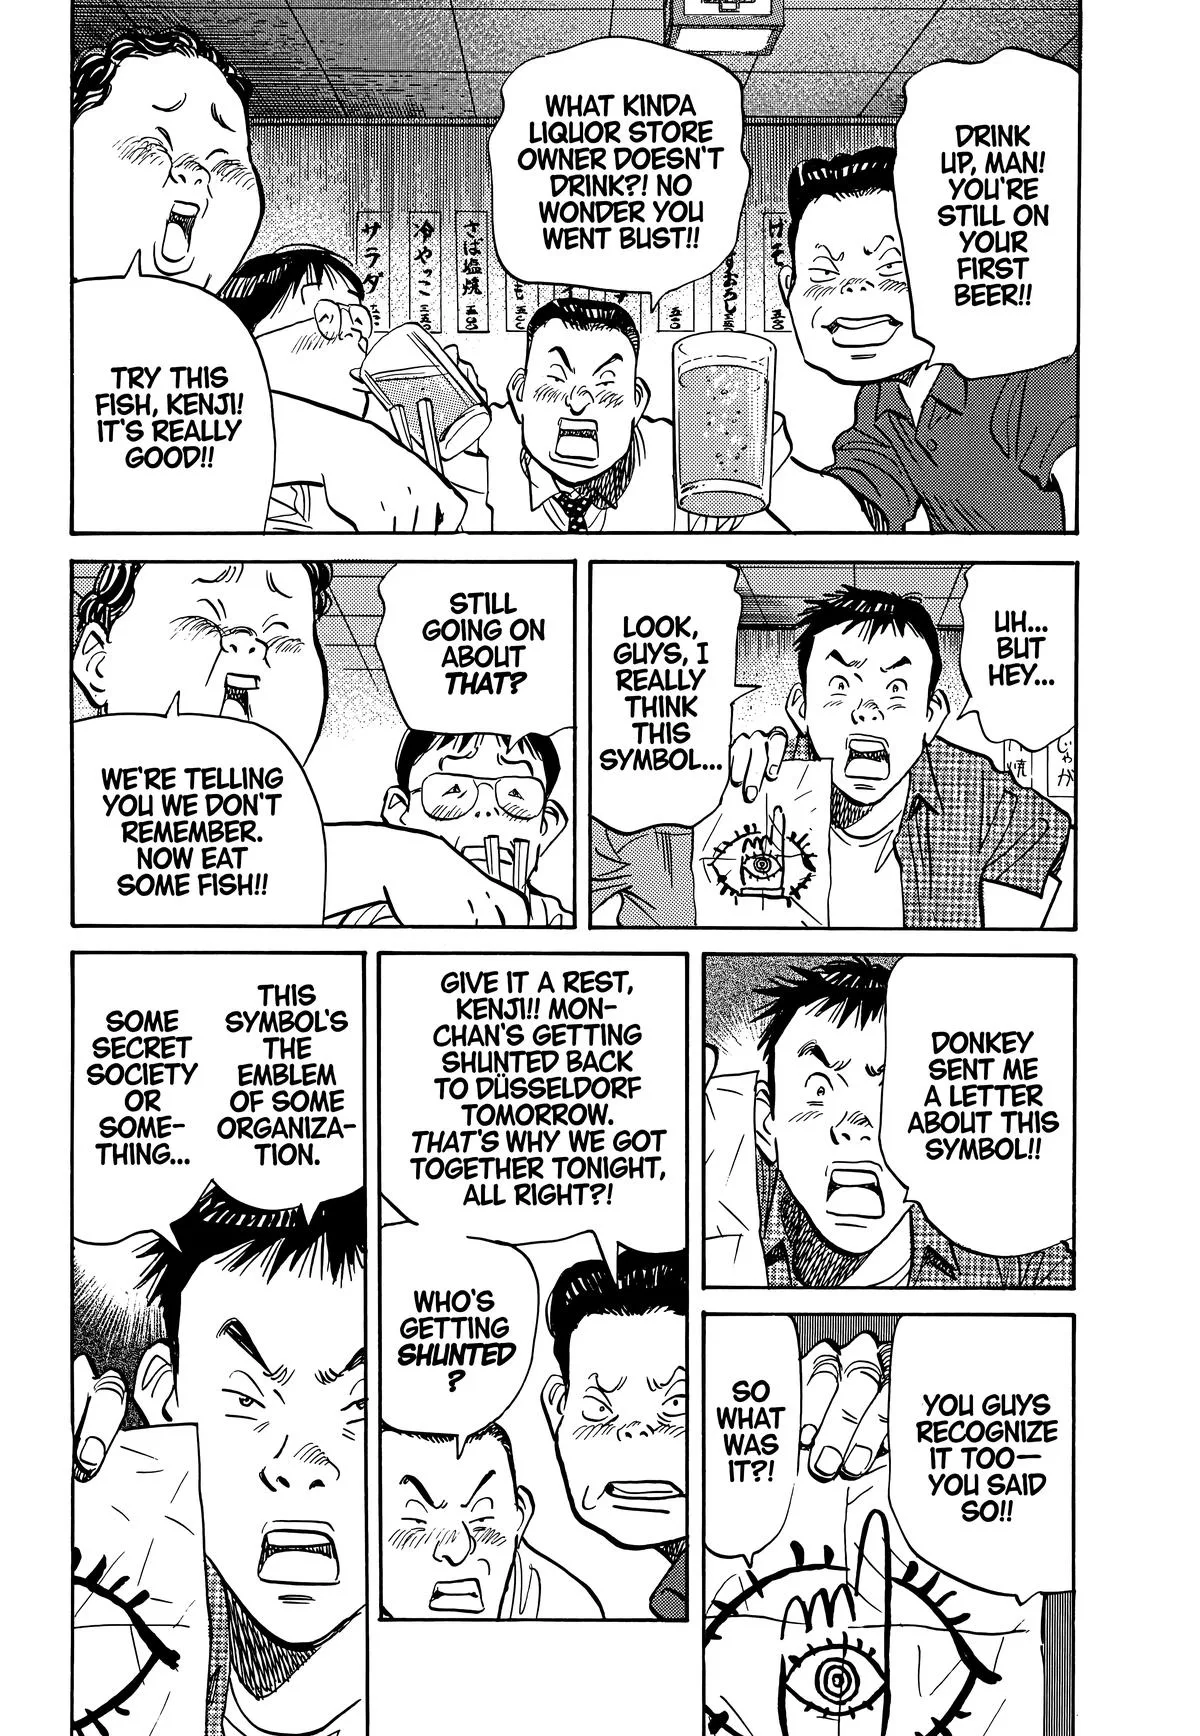 DRINK
UP, MAN!
YOU'RE
STILL ON
YOUR
FIRST
BEER!!
WHAT KINDA
LIQUOR STORE
OWNER DOESN'T
DRINK?! NO
WONDER YOU
WENT BUST!!
TRY THIS
FISH, KENJI!
IT'S REALLY
GOOD!!
げそ
さば塩焼
冷やっこ
サラダ
UH...
BUT
HEY...
LOOK,
GUYS, I
REALLY
THINK
THIS
SYMBOL...
じゃが
STILL
GOING ON
ABOUT
THAT?
WE'RE TELLING
YOU WE DON'T
REMEMBER.
NOW EAT
SOME FISH!!
DONKEY
SENT ME
A LETTER
ABOUT THIS
SYMBOL!!
YOU GUYS
RECOGNIZE
IT TOO—
YOU SAID
SO!!
SO
WHAT
WAS
IT?!
GIVE IT A REST,
KENJI!! MON-
CHAN'S GETTING
SHUNTED BACK
TO DÜSSELDORF
TOMORROW.
THAT'S WHY WE GOT
TOGETHER TONIGHT,
ALL RIGHT?!
WHO'S
GETTING
SHUNTED
?
THIS
SYMBOL'S
THE
EMBLEM
OF SOME
ORGANIZA-
TION.
SOME
SECRET
SOCIETY
OR
SOME-
THING...